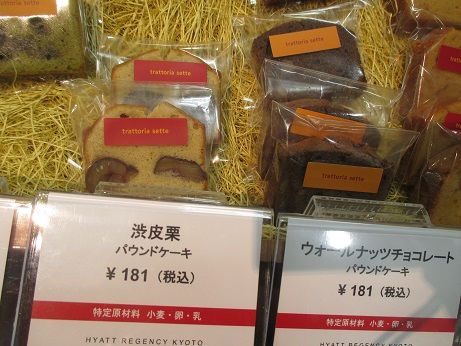 trattoria sette
trattoria sette
trattoria sette
trattoria sette
渋皮栗
パウンドケーキ
¥181(税込)
特定原材料 小麦・卵・乳
HYATT REGENCY KYOTO
ウォールナッツチョコレート
パウンドケーキ
¥181(税込)
特定原材料 小麦・卵・乳
HYATT REGENCY KYOTO